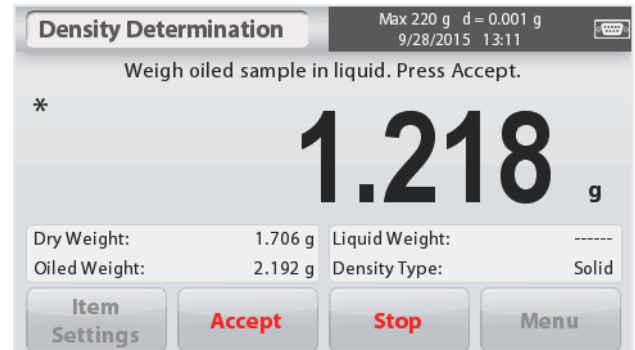 Density Determination
Max 220 g d = 0.001 g
9/28/2015 13:11
Weigh oiled sample in liquid. Press Accept.
*
1.218 g
Dry Weight: 1.706 g Liquid Weight: ------
Oiled Weight: 2.192 g Density Type: Solid
Item Settings
Accept
Stop
Menu